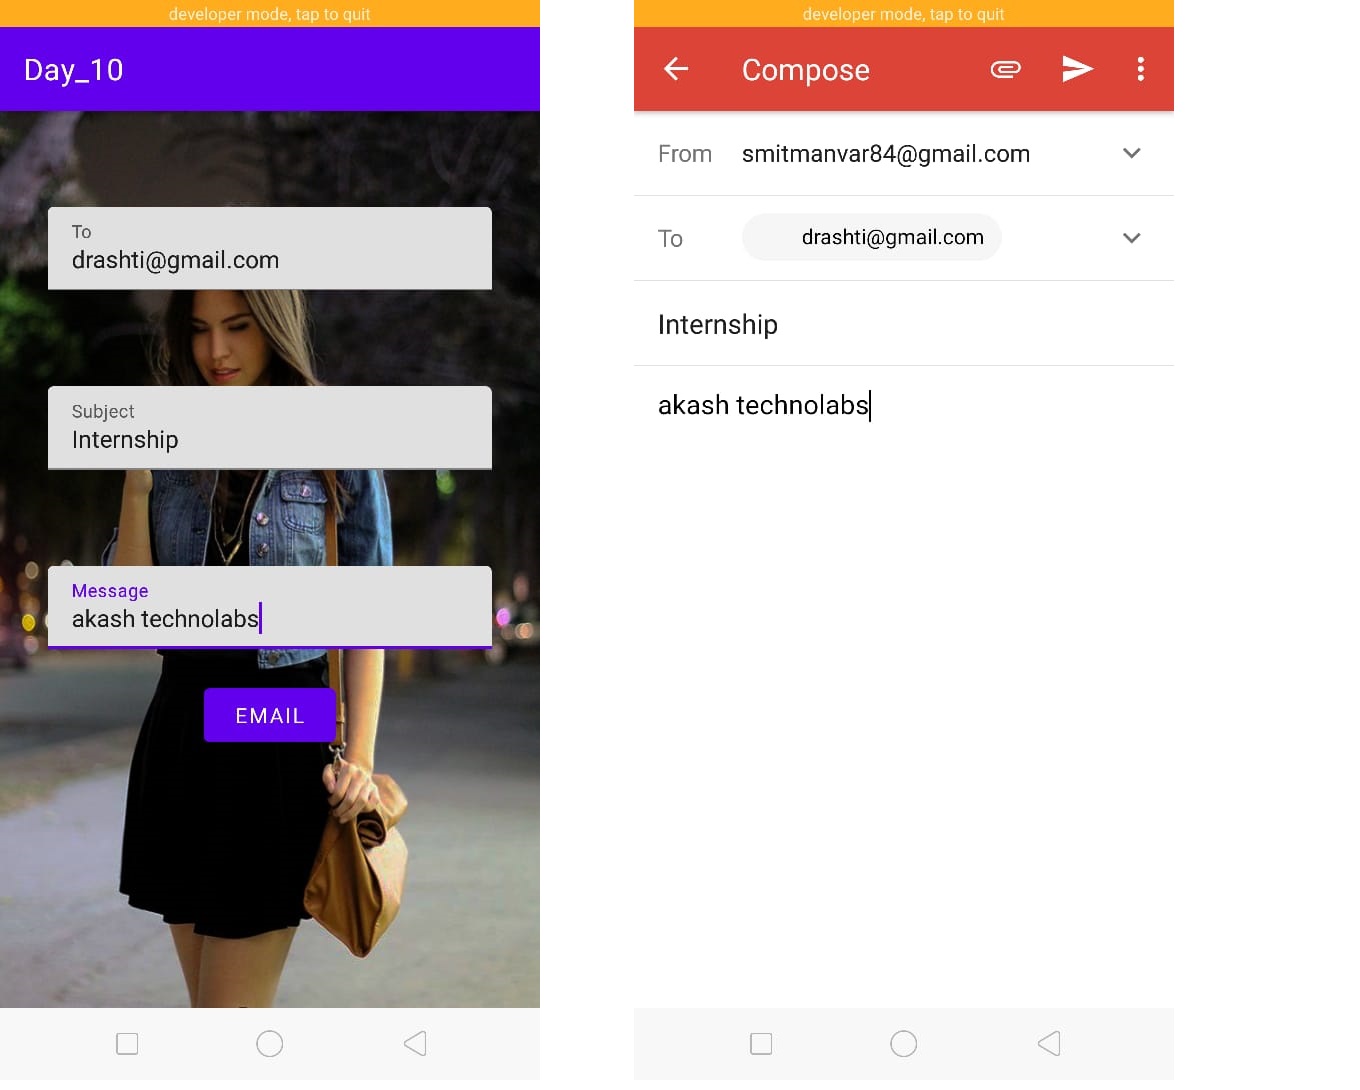 developer mode, tap to quit
Day_10
To
drashti@gmail.com
Subject
Internship
Message
akash technolabs
EMAIL
developer mode, tap to quit
Compose
From smitmanvar84@gmail.com
To drashti@gmail.com
Internship
akash technolabs